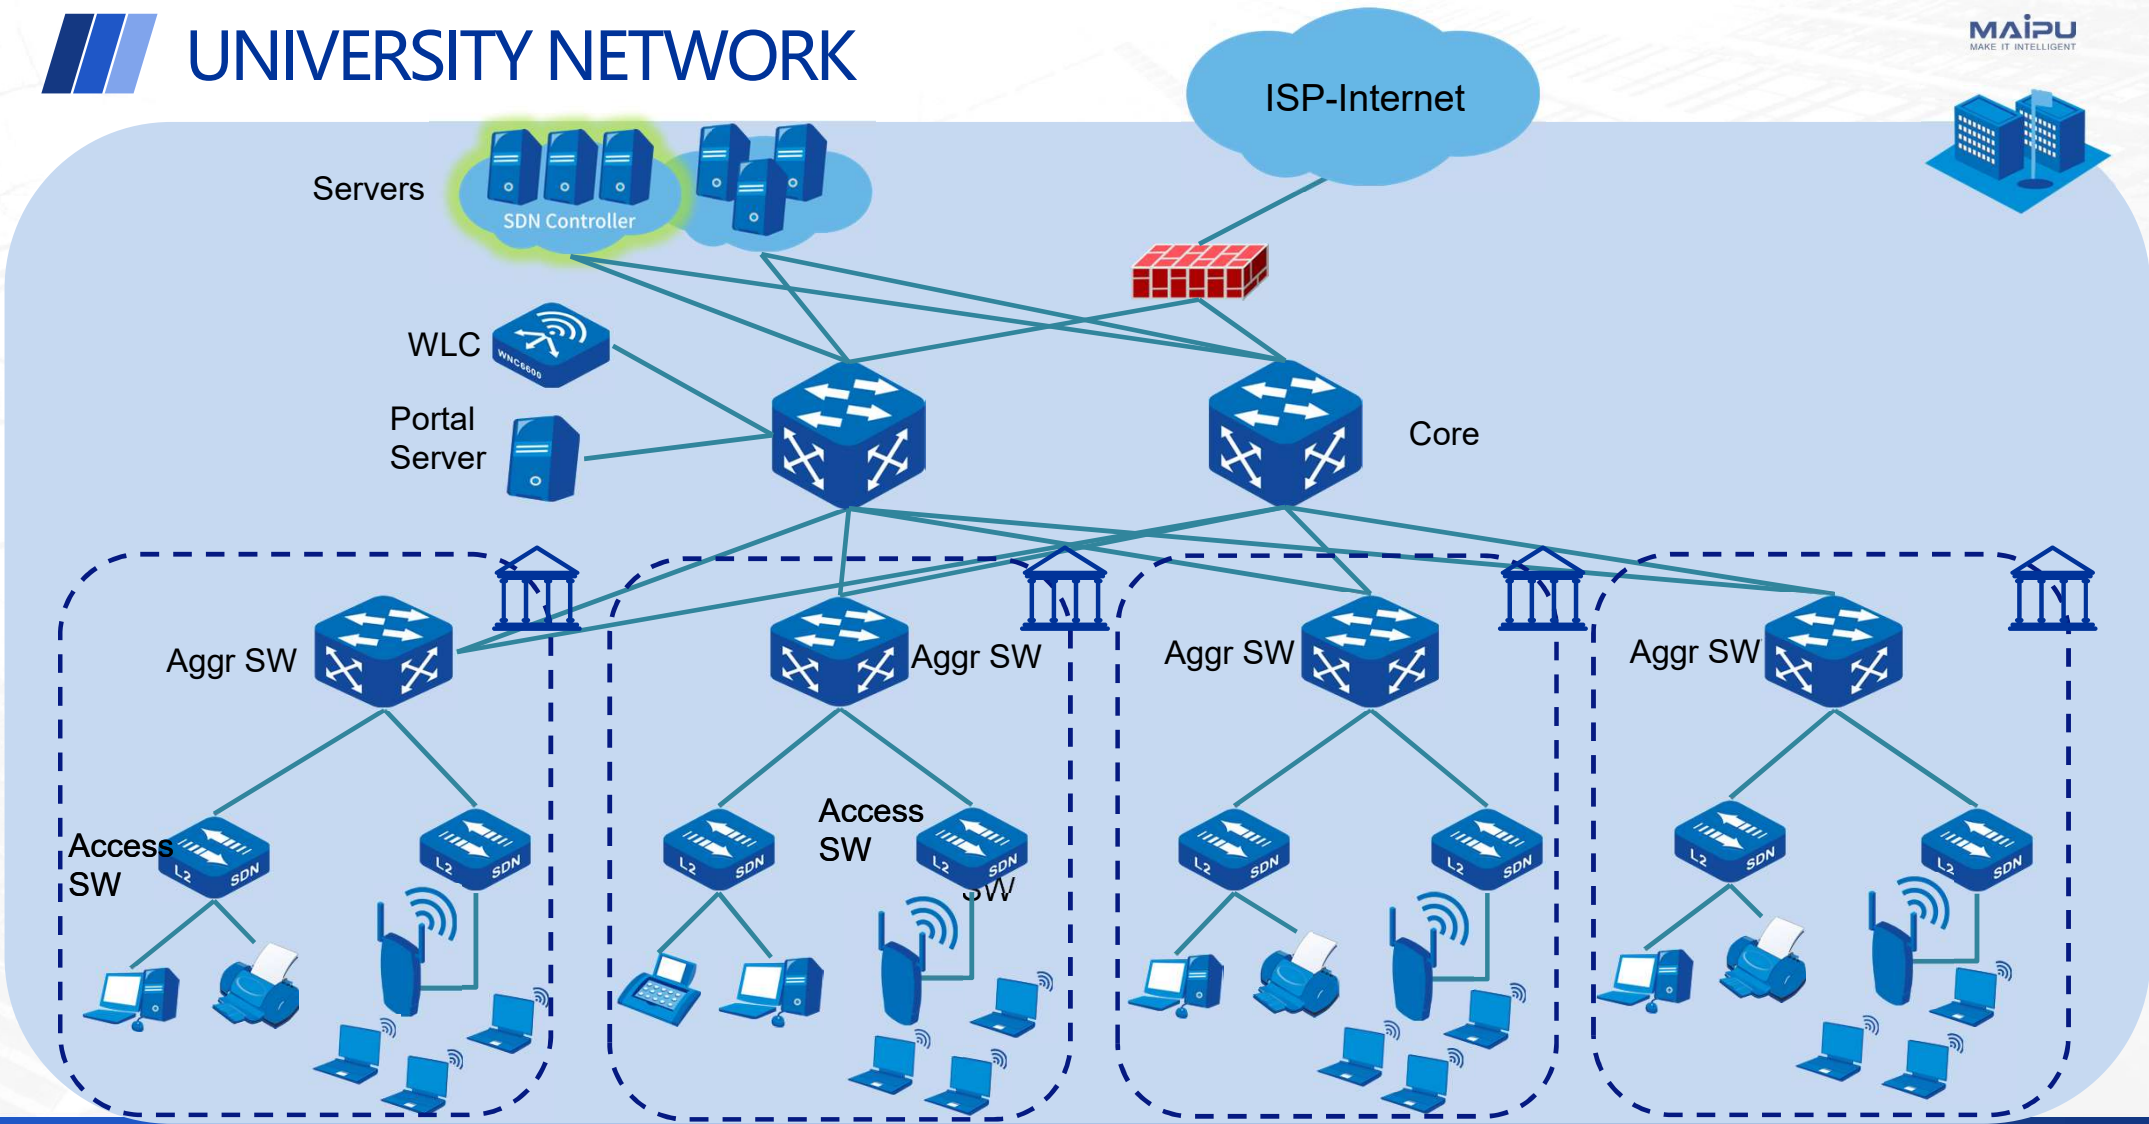 UNIVERSITY NETWORK
MAIPU
MAKE IT INTELLIGENT
ISP-Internet
Servers
SDN Controller
WLC
WNC6600
Portal
Server
Core
Aggr SW
Aggr SW
Aggr SW
Aggr SW
Access
SW
L2 SDN
L2 SDN
L2 SDN
Access
SW
L2 SDN
SW
L2 SDN
L2 SDN
L2 SDN
L2 SDN